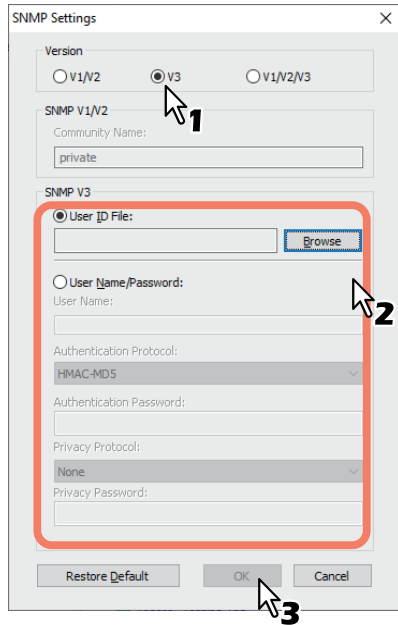 SNMP Settings
Version
V1/V2 V3 V1/V2/V3
1
SNMP V1/V2
Community Name:
private
SNMP V3
User ID File:
Browse
User Name/Password:
2
User Name:
Authentication Protocol:
HMAC-MD5
Authentication Password:
Privacy Protocol:
None
Privacy Password:
Restore Default OK Cancel
3